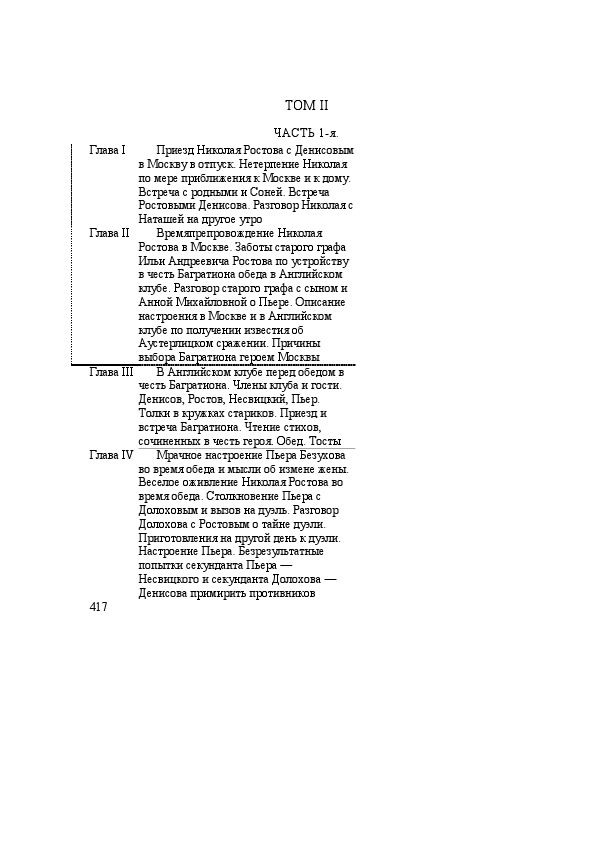 ТОМ II
ЧАСТЬ 1-я.
Глава I Приезд Николая Ростова с Денисовым
в Москву в отпуск. Нетерпение Николая
по мере приближения к Москве и к дому.
Встреча с родными и Соней. Встреча
Ростовыми Денисова. Разговор Николая с
Наташей на другое утро
Глава II Времяпрепровождение Николая
Ростова в Москве. Заботы старого графа
Ильи Андреевича Ростова по устройству
в честь Багратиона обеда в Английском
клубе. Разговор старого графа с сыном и
Анной Михайловной о Пьере. Описание
настроения в Москве и в Английском
клубе по получении известия об
Аустерлицком сражении. Причины
выбора Багратиона героем Москвы
Глава III В Английском клубе перед обедом в
честь Багратиона. Члены клуба и гости.
Денисов, Ростов, Несвицкий, Пьер.
Толки в кружках стариков. Приезд и
встреча Багратиона. Чтение стихов,
сочиненных в честь героя. Обед. Тосты
Глава IV Мрачное настроение Пьера Безухова
во время обеда и мысли об измене жены.
Веселое оживление Николая Ростова во
время обеда. Столкновение Пьера с
Долоховым и вызов на дуэль. Разговор
Долохова с Ростовым о тайне дуэли.
Приготовления на другой день к дуэли.
Настроение Пьера. Безрезультатные
попытки секунданта Пьера —
Несвицкого и секунданта Долохова —
Денисова примирить противников
417